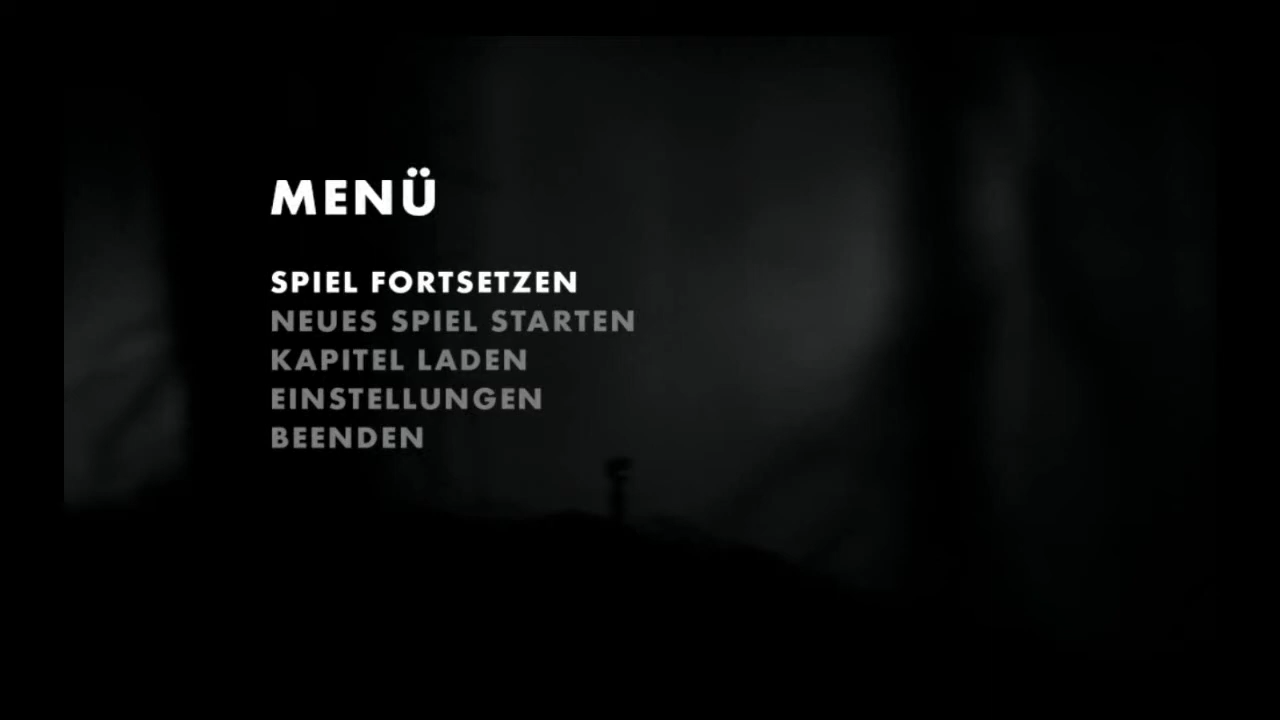 MENÜ
SPIEL FORTSETZEN
NEUES SPIEL STARTEN
KAPITEL LADEN
EINSTELLUNGEN
BEENDEN